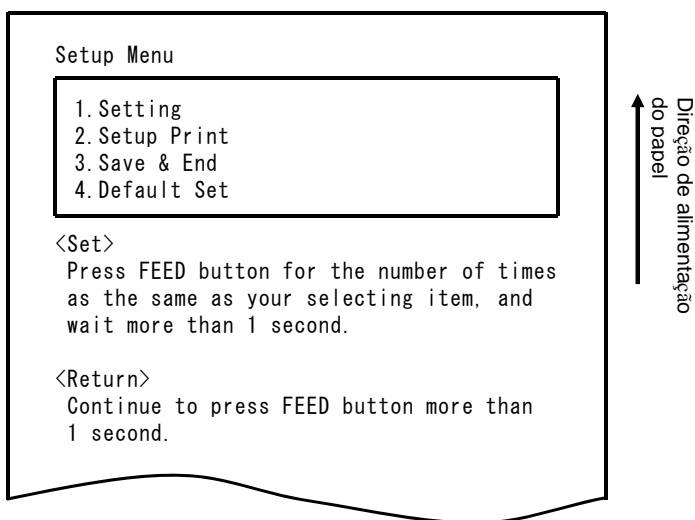 Setup Menu
1.Setting
2.Setup Print
3.Save & End
4.Default Set
<Set>
Press FEED button for the number of times
as the same as your selecting item, and
wait more than 1 second.
<Return>
Continue to press FEED button more than
1 second.
Direção de alimentação
do papel